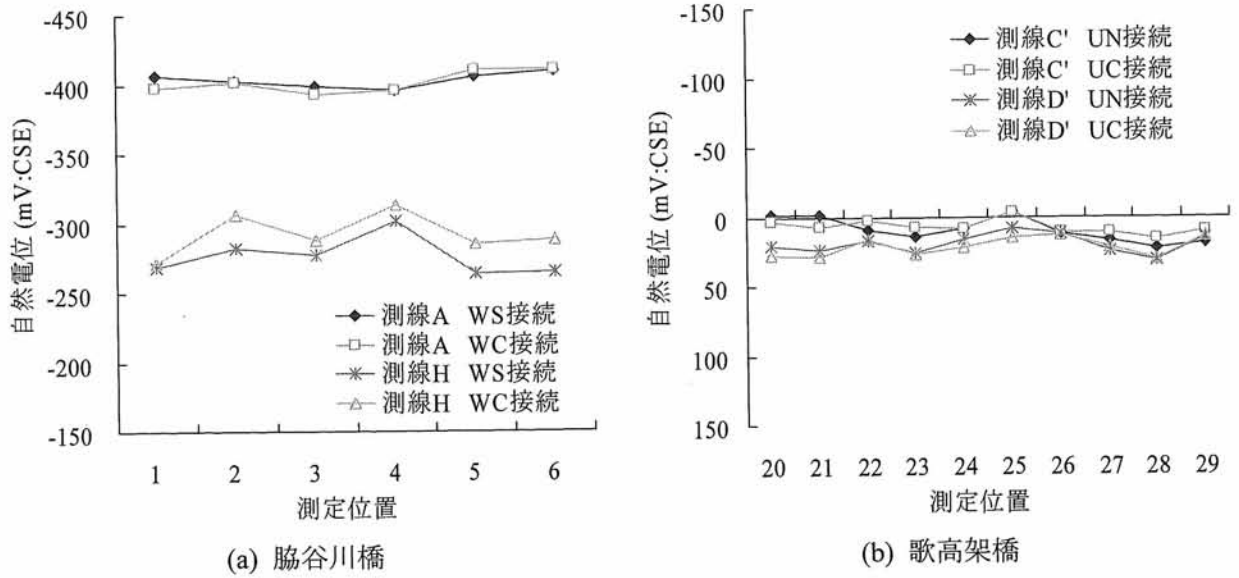 -450
-400
-350
-300
-250
-200
-150
自然電位 (mV:CSE)
測線A WS接続
測線A WC接続
測線H WS接続
測線H WC接続
1 2 3 4 5 6
測定位置
(a) 脇谷川橋
-150
-100
-50
0
50
100
150
自然電位 (mV:CSE)
測線C' UN接続
測線C' UC接続
測線D' UN接続
測線D' UC接続
20 21 22 23 24 25 26 27 28 29
測定位置
(b) 歌高架橋